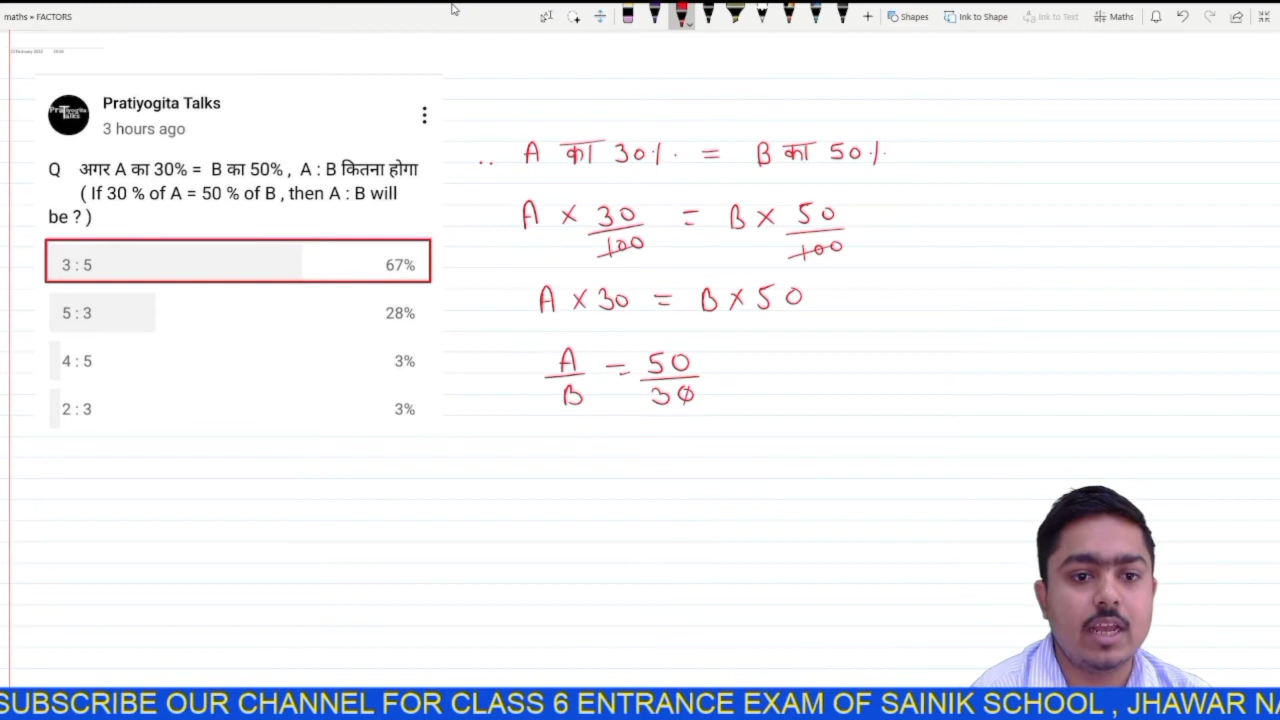 maths » FACTORS
Shapes
Ink to Shape
Ink to Text
Maths
Pratiyogita Talks
3 hours ago
Q अगर A का 30% = B का 50% , A : B कितना होगा
( If 30 % of A = 50 % of B , then A : B will
be ? )
3 : 5 67%
5 : 3 28%
4 : 5 3%
2 : 3 3%
.. A का 30% = B का 50%
A × 30/100 = B × 50/100
A × 30 = B × 50
A/B = 50/30
SUBSCRIBE OUR CHANNEL FOR CLASS 6 ENTRANCE EXAM OF SAINIK SCHOOL , JHAWAR NA